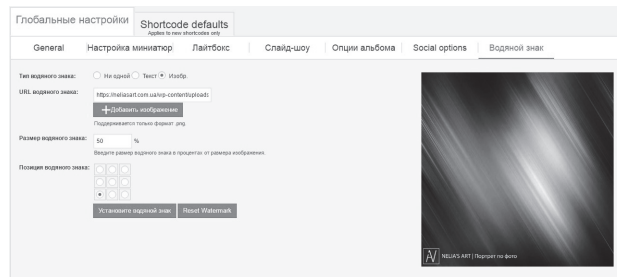 Глобальные настройки
Shortcode defaults
Applies to new shortcodes only
General
Настройка миниатюр
Лайтбокс
Слайд-шоу
Опции альбома
Social options
Водяной знак
Тип водяного знака:
Ни одной Текст Изобр.
URL водяного знака:
https://neliasart.com.ua/wp-content/uploads
+Добавить изображение
Поддерживается только формат .png.
Размер водяного знака:
50 %
Введите размер водяного знака в процентах от размера изображения.
Позиция водяного знака:
Установите водяной знак
Reset Watermark
NELIA'S ART | Портрет по фото